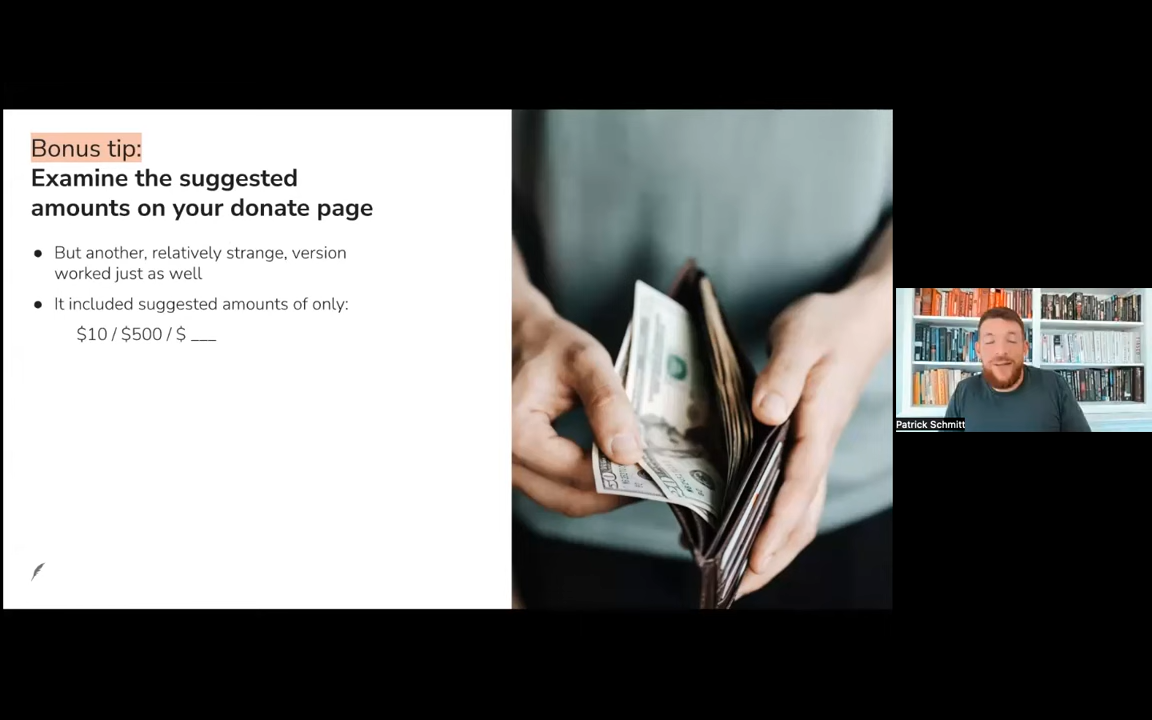 Bonus tip:
Examine the suggested
amounts on your donate page
● But another, relatively strange, version
worked just as well
● It included suggested amounts of only:
$10 / $500 / $ ___
Patrick Schmitt